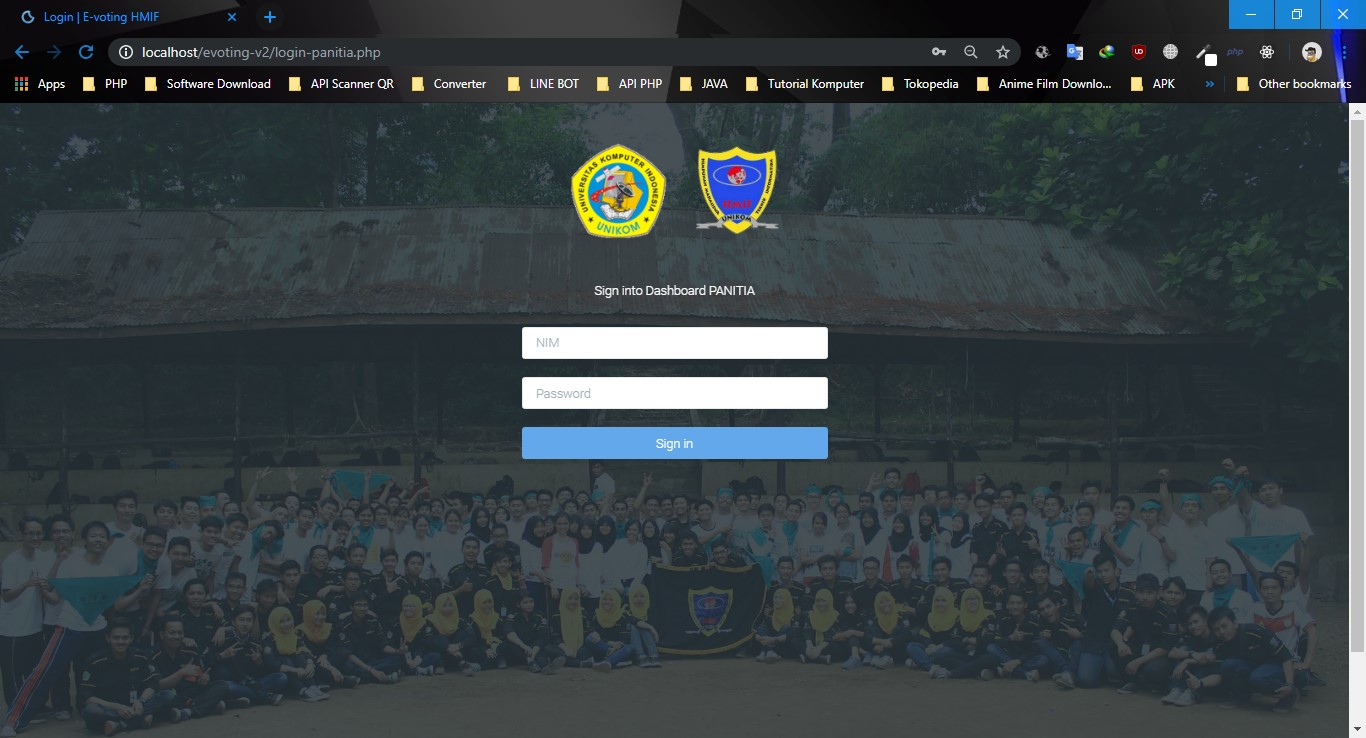 Login | E-voting HMIF
localhost/evoting-v2/login-panitia.php
php
Apps PHP Software Download API Scanner QR Converter LINE BOT API PHP JAVA Tutorial Komputer Tokopedia Anime Film Downlo... APK » Other bookmarks
UNIVERSITAS KOMPUTER INDONESIA
UNIKOM
HMIF
UNIKOM
Sign into Dashboard PANITIA
NIM
Password
Sign in